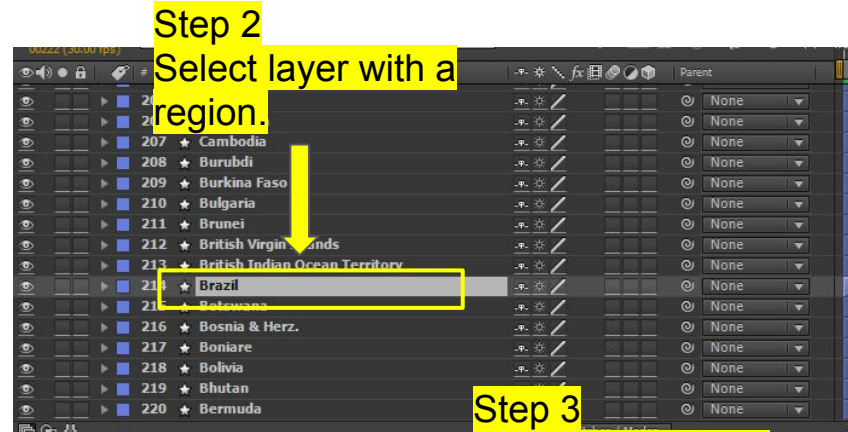 Step 2
Select layer with a
region.
00222 (30.00 fps)
#
fx
Parent
None
None
207 Cambodia None
208 Burubdi None
209 Burkina Faso None
210 Bulgaria None
211 Brunei None
212 British Virgin None
213 British Indian Ocean Territory None
214 Brazil None
215 Botswana None
216 Bosnia & Herz. None
217 Boniare None
218 Bolivia None
219 Bhutan None
220 Bermuda None
Step 3